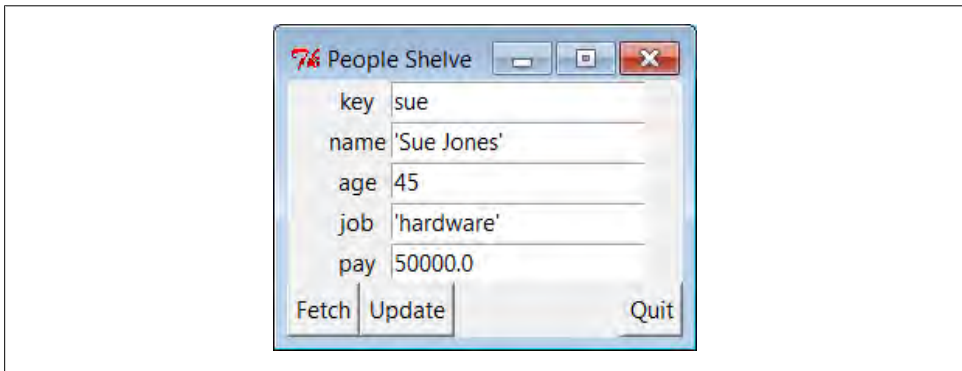 People Shelve
key sue
name 'Sue Jones'
age 45
job 'hardware'
pay 50000.0
Fetch Update Quit